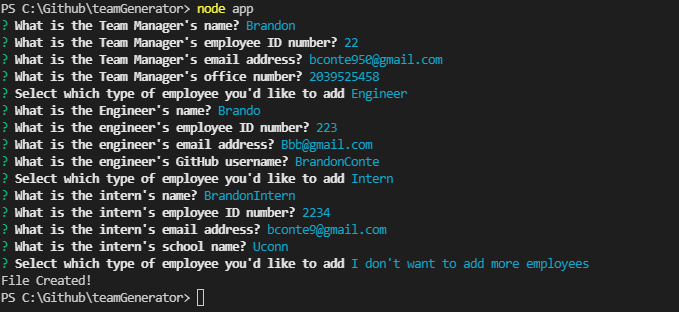 PS C:\Github\teamGenerator> node app
? What is the Team Manager's name? Brandon
? What is the Team Manager's employee ID number? 22
? What is the Team Manager's email address? bconte950@gmail.com
? What is the Team Manager's office number? 2039525458
? Select which type of employee you'd like to add Engineer
? What is the Engineer's name? Brando
? What is the engineer's employee ID number? 223
? What is the engineer's email address? Bbb@gmail.com
? What is the engineer's GitHub username? BrandonConte
? Select which type of employee you'd like to add Intern
? What is the intern's name? BrandonIntern
? What is the intern's employee ID number? 2234
? What is the intern's email address? bconte9@gmail.com
? What is the intern's school name? Uconn
? Select which type of employee you'd like to add I don't want to add more employees
File Created!
PS C:\Github\teamGenerator>